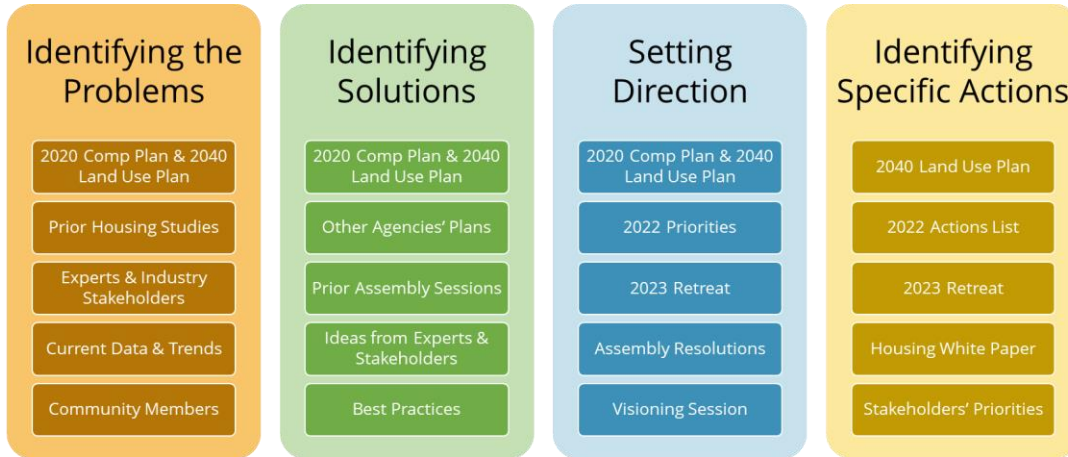 Identifying the
Problems
2020 Comp Plan & 2040
Land Use Plan
Prior Housing Studies
Experts & Industry
Stakeholders
Current Data & Trends
Community Members
Identifying
Solutions
2020 Comp Plan & 2040
Land Use Plan
Other Agencies’ Plans
Prior Assembly Sessions
Ideas from Experts &
Stakeholders
Best Practices
Setting
Direction
2020 Comp Plan & 2040
Land Use Plan
2022 Priorities
2023 Retreat
Assembly Resolutions
Visioning Session
Identifying
Specific Actions
2040 Land Use Plan
2022 Actions List
2023 Retreat
Housing White Paper
Stakeholders’ Priorities